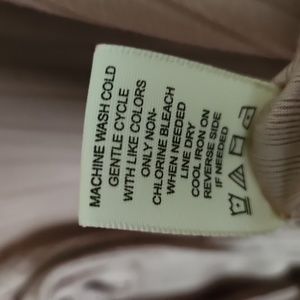 MACHINE WASH COLD
GENTLE CYCLE
WITH LIKE COLORS
ONLY NON-
CHLORINE BLEACH
WHEN NEEDED
LINE DRY
COOL IRON ON
REVERSE SIDE
IF NEEDED